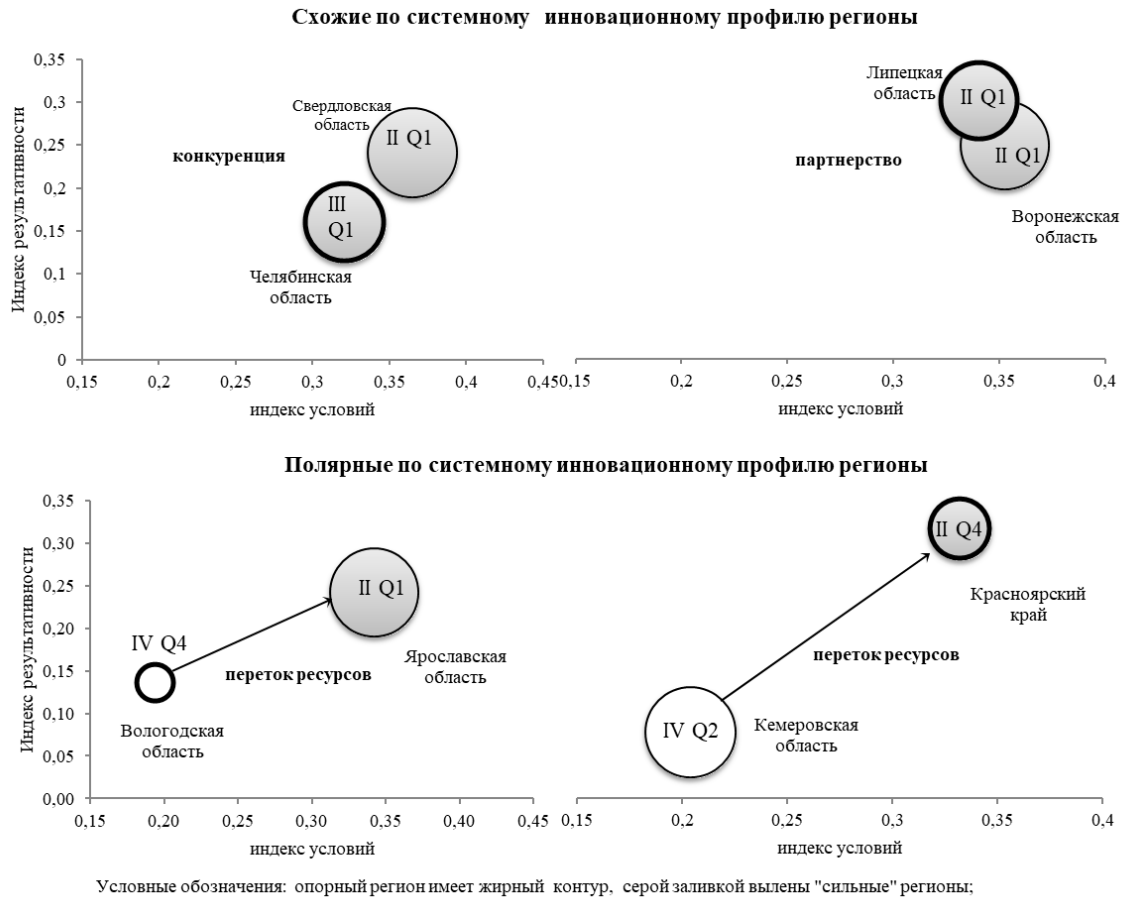 Схожие по системному инновационному профилю регионы
Индекс результативности
0,35
0,3
0,25
0,2
0,15
0,1
0,05
0
Свердловская
область
II Q1
конкуренция
III
Q1
Челябинская
область
0,15 0,2 0,25 0,3 0,35 0,4 0,45
индекс условий
Липецкая
область
II Q1
партнерство
II Q1
Воронежская
область
0,15 0,2 0,25 0,3 0,35 0,4
индекс условий
Полярные по системному инновационному профилю регионы
Индекс результативности
0,35
0,30
0,25
0,20
0,15
0,10
0,05
0,00
II Q1
IV Q4
Ярославская
область
переток ресурсов
Вологодская
область
0,15 0,20 0,25 0,30 0,35 0,40 0,45
индекс условий
II Q4
Красноярский
край
переток ресурсов
IV Q2
Кемеровская
область
0,15 0,2 0,25 0,3 0,35 0,4
индекс условий
Условные обозначения: опорный регион имеет жирный контур, серой заливкой вылены "сильные" регионы;